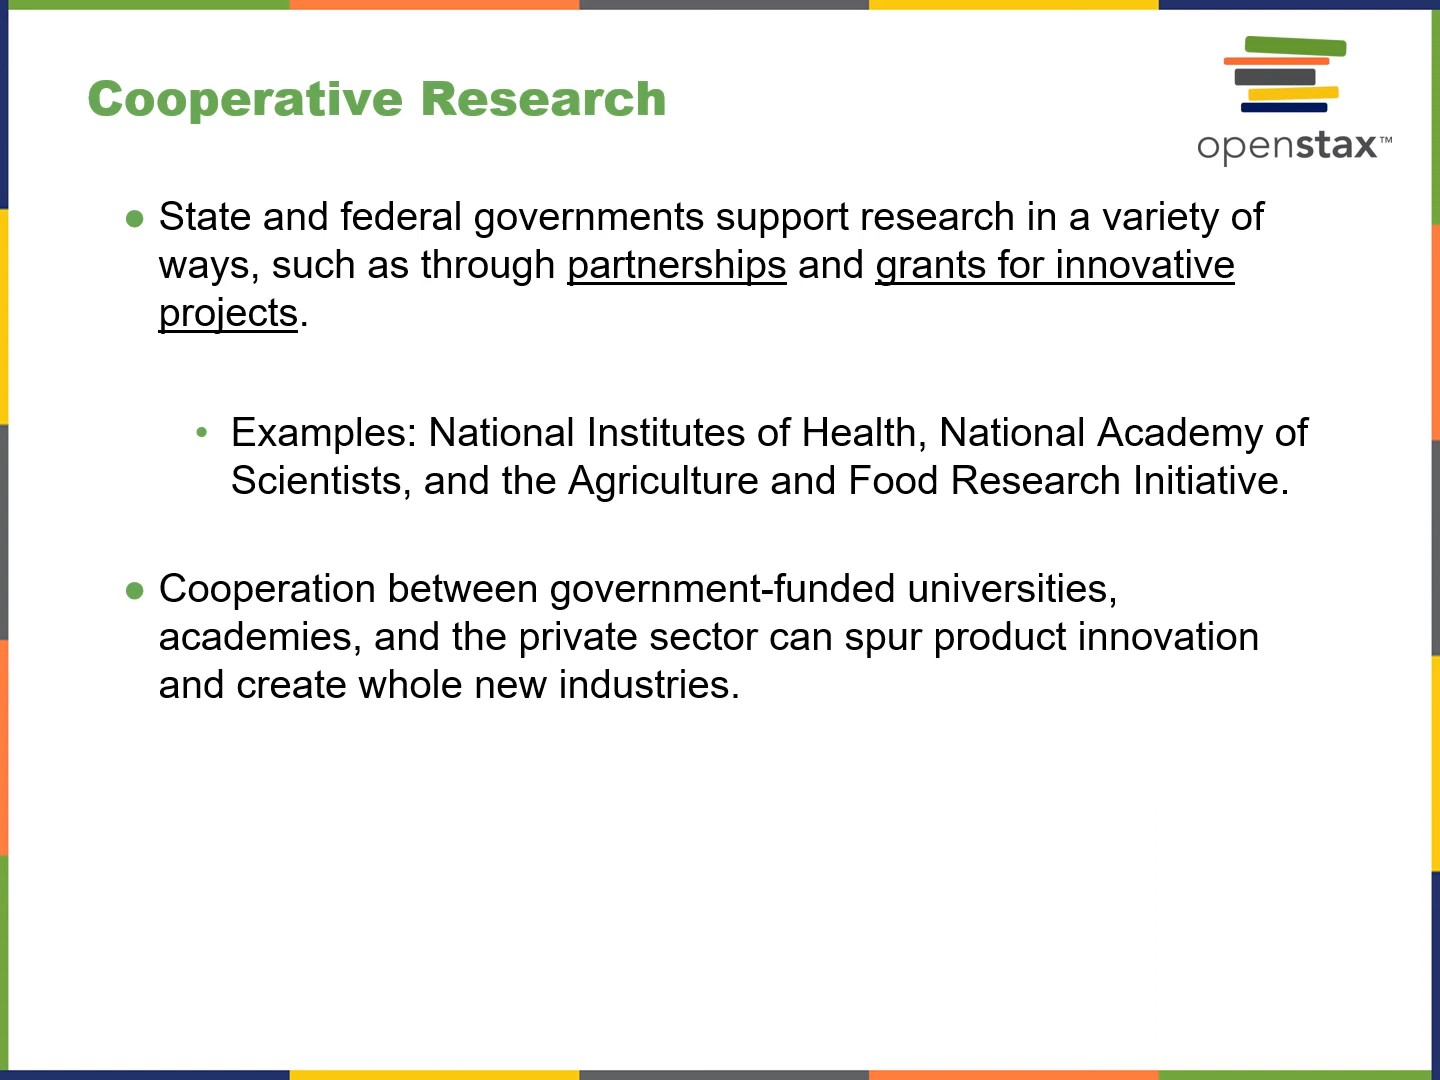 Cooperative Research
openstax™
● State and federal governments support research in a variety of
ways, such as through partnerships and grants for innovative
projects.
• Examples: National Institutes of Health, National Academy of
Scientists, and the Agriculture and Food Research Initiative.
● Cooperation between government-funded universities,
academies, and the private sector can spur product innovation
and create whole new industries.